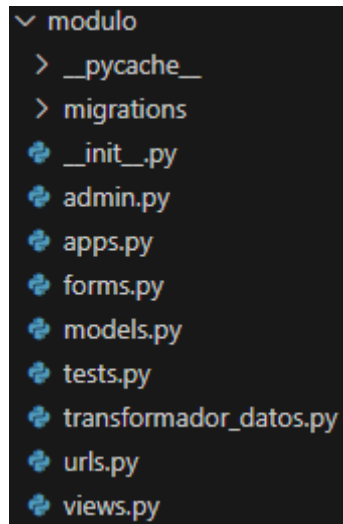 modulo
__pycache__
migrations
__init__.py
admin.py
apps.py
forms.py
models.py
tests.py
transformador_datos.py
urls.py
views.py